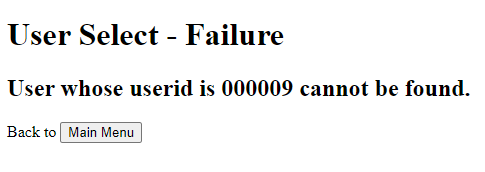 User Select - Failure
User whose userid is 000009 cannot be found.
Back to Main Menu